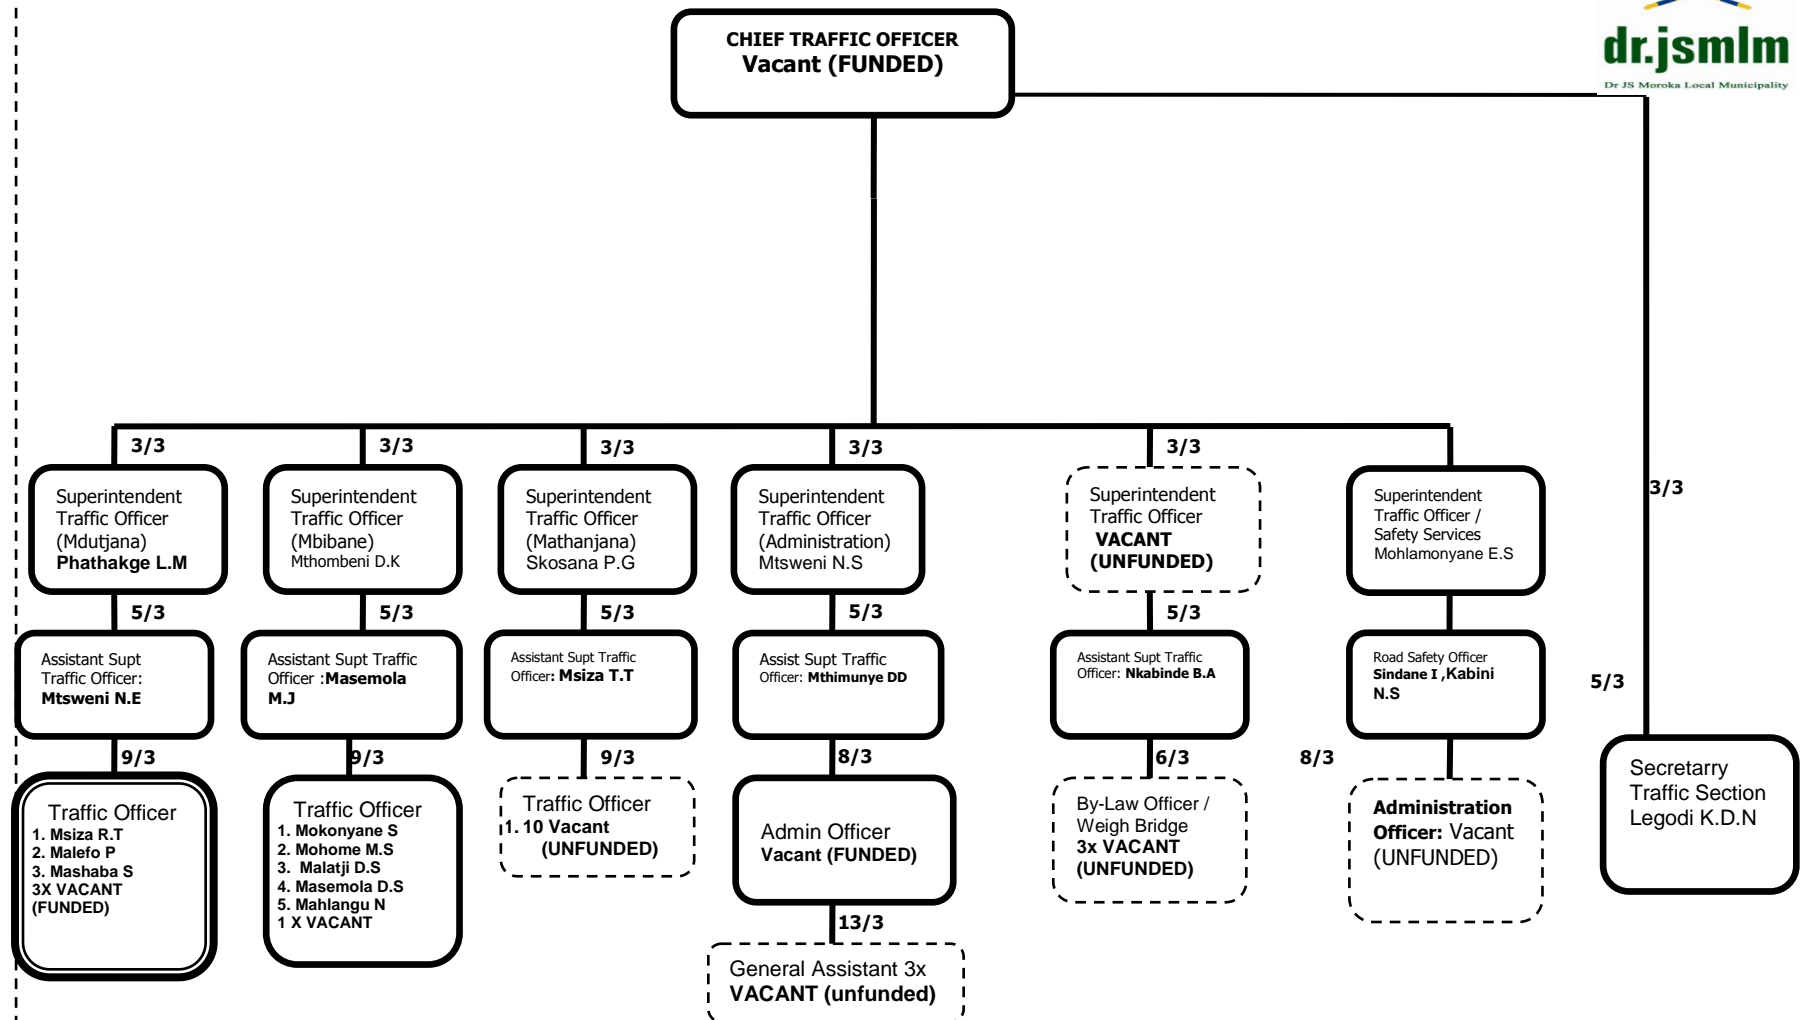 CHIEF TRAFFIC OFFICER
Vacant (FUNDED)
dr.jsmlm
Dr JS Moroka Local Municipality
3/3
3/3
3/3
3/3
3/3
3/3
Superintendent
Traffic Officer
(Mdutjana)
Phathakge L.M
Superintendent
Traffic Officer
(Mbibane)
Mthombeni D.K
Superintendent
Traffic Officer
(Mathanjana)
Skosana P.G
Superintendent
Traffic Officer
(Administration)
Mtsweni N.S
Superintendent
Traffic Officer
VACANT
(UNFUNDED)
Superintendent
Traffic Officer /
Safety Services
Mohlamonyane E.S
5/3
5/3
5/3
5/3
5/3
Assistant Supt
Traffic Officer:
Mtsweni N.E
Assistant Supt Traffic
Officer :Masemola
M.J
Assistant Supt Traffic
Officer: Msiza T.T
Assist Supt Traffic
Officer: Mthimunye DD
Assistant Supt Traffic
Officer: Nkabinde B.A
Road Safety Officer
Sindane I ,Kabini
N.S
5/3
9/3
9/3
9/3
8/3
6/3
8/3
Traffic Officer
1. Msiza R.T
2. Malefo P
3. Mashaba S
3X VACANT
(FUNDED)
Traffic Officer
1. Mokonyane S
2. Mohome M.S
3. Malatji D.S
4. Masemola D.S
5. Mahlangu N
1 X VACANT
Traffic Officer
1. 10 Vacant
(UNFUNDED)
Admin Officer
Vacant (FUNDED)
By-Law Officer /
Weigh Bridge
3x VACANT
(UNFUNDED)
Administration
Officer: Vacant
(UNFUNDED)
Secretarry
Traffic Section
Legodi K.D.N
13/3
General Assistant 3x
VACANT (unfunded)